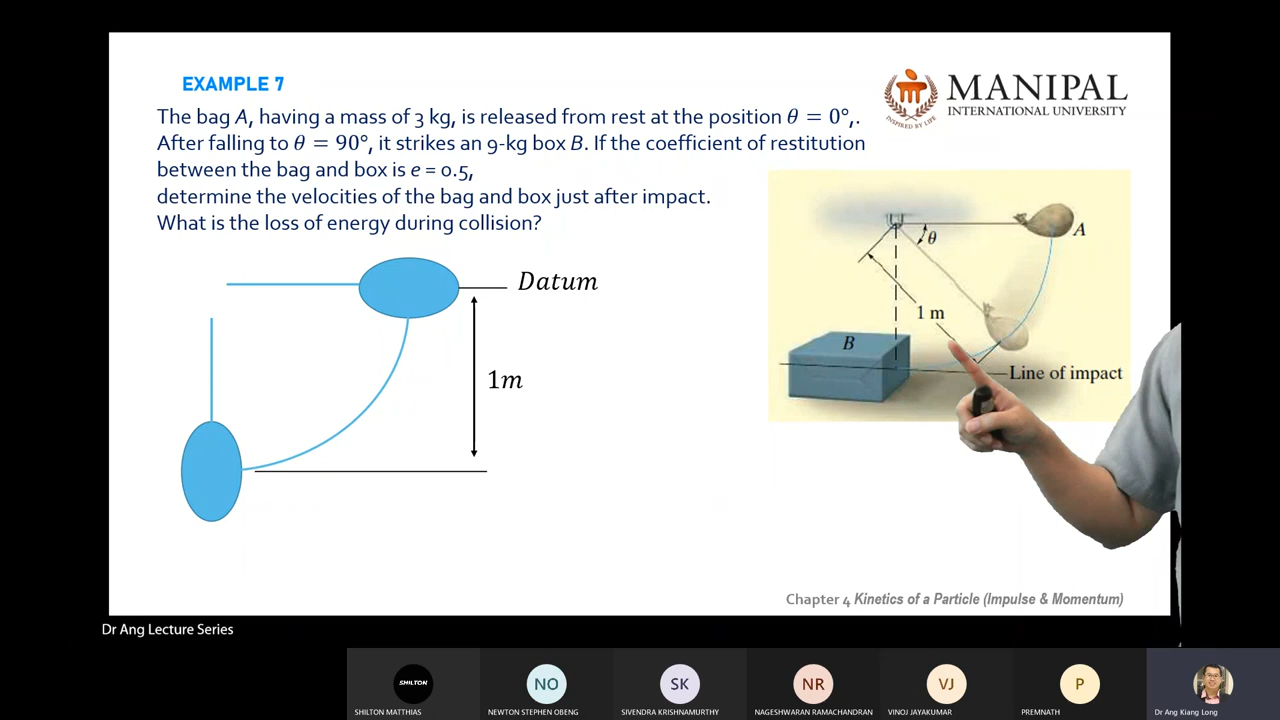 EXAMPLE 7
The bag A, having a mass of 3 kg, is released from rest at the position θ = 0°,.
After falling to θ = 90°, it strikes an 9-kg box B. If the coefficient of restitution
between the bag and box is e = 0.5,
determine the velocities of the bag and box just after impact.
What is the loss of energy during collision?
MANIPAL
INTERNATIONAL UNIVERSITY
INSPIRED BY LIFE
Datum
1m
θ
A
1 m
B
Line of impact
Chapter 4 Kinetics of a Particle (Impulse & Momentum)
Dr Ang Lecture Series
SHILTON
NO
SK
NR
VJ
P
SHILTON MATTHIAS
NEWTON STEPHEN OBENG
SIVENDRA KRISHNAMURTHY
NAGESHWARAN RAMACHANDRAN
VINOJ JAYAKUMAR
PREMNATH
Dr Ang Kiang Long